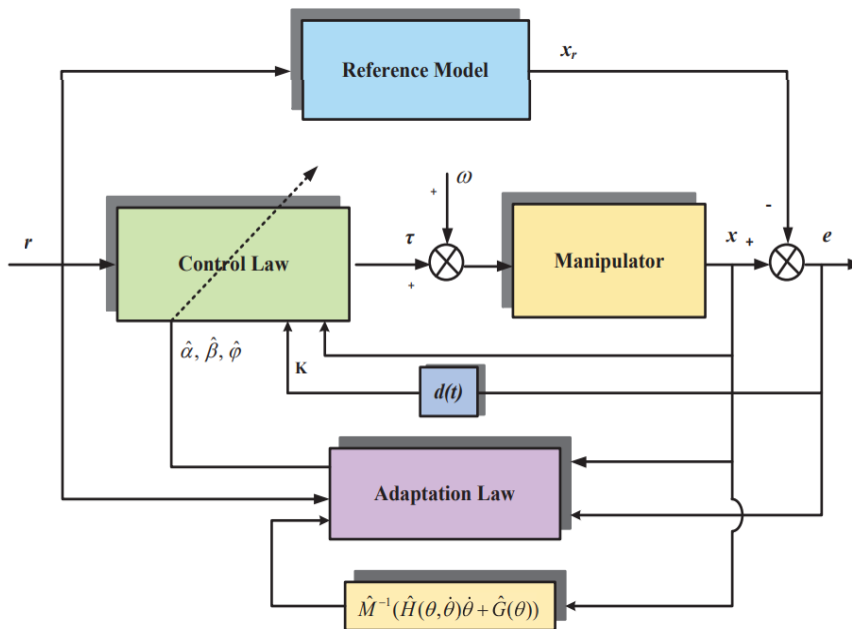 Reference Model
x_r
ω
+
-
r
Control Law
τ
+
Manipulator
x
+
e
α̂, β̂, φ̂
K
d(t)
Adaptation Law
M̂⁻¹(Ĥ(θ,θ̇)θ̇+Ĝ(θ))